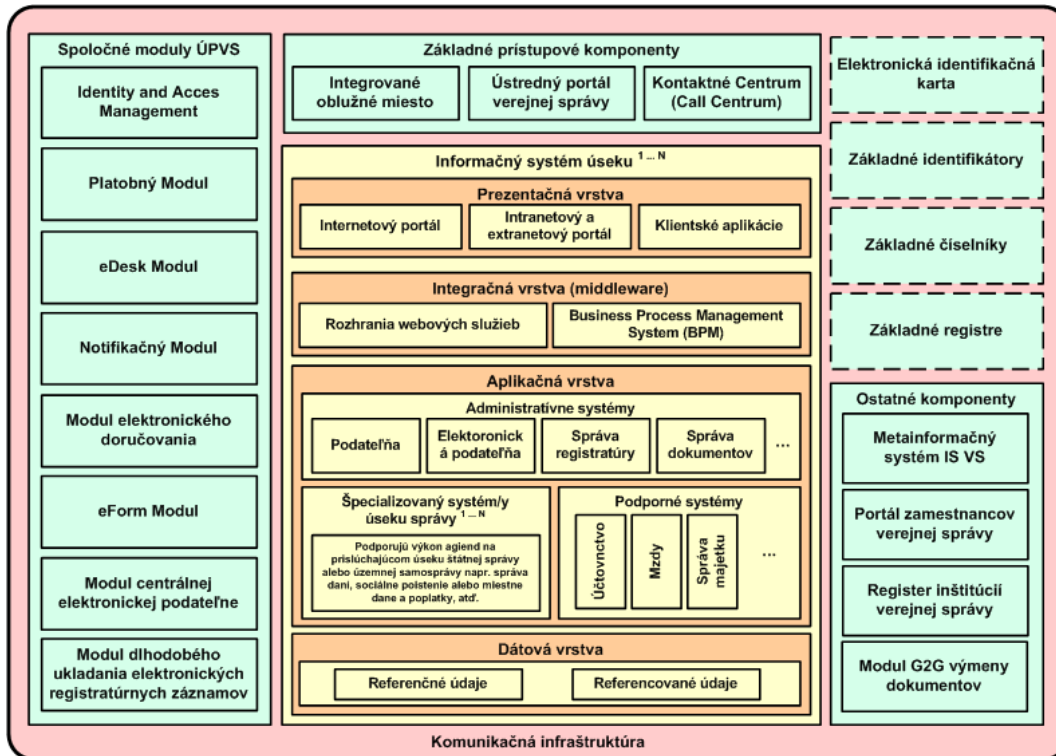 Spoločné moduly ÚPVS
Identity and Acces
Management
Platobný Modul
eDesk Modul
Notifikačný Modul
Modul elektronického
doručovania
eForm Modul
Modul centrálnej
elektronickej podateľne
Modul dlhodobého
ukladania elektronických
registratúrnych záznamov
Základné prístupové komponenty
Integrované
oblužné miesto
Ústredný portál
verejnej správy
Kontaktné Centrum
(Call Centrum)
Informačný systém úseku 1 ... N
Prezentačná vrstva
Internetový portál
Intranetový a
extranetový portál
Klientské aplikácie
Integračná vrstva (middleware)
Rozhrania webových služieb
Business Process Management
System (BPM)
Aplikačná vrstva
Administratívne systémy
Podateľňa
Elektoronick
á podateľňa
Správa
registratúry
Správa
dokumentov
...
Špecializovaný systém/y
úseku správy 1 ... N
Podporujú výkon agiend na
prislúchajúcom úseku štátnej správy
alebo územnej samosprávy napr. správa
daní, sociálne poistenie alebo miestne
dane a poplatky, atď.
Podporné systémy
Účtovnctvo
Mzdy
Správa
majetku
...
Dátová vrstva
Referenčné údaje
Referencované údaje
Elektronická identifikačná
karta
Základné identifikátory
Základné číselníky
Základné registre
Ostatné komponenty
Metainformačný
systém IS VS
Portál zamestnancov
verejnej správy
Register inštitúcií
verejnej správy
Modul G2G výmeny
dokumentov
Komunikačná infraštruktúra